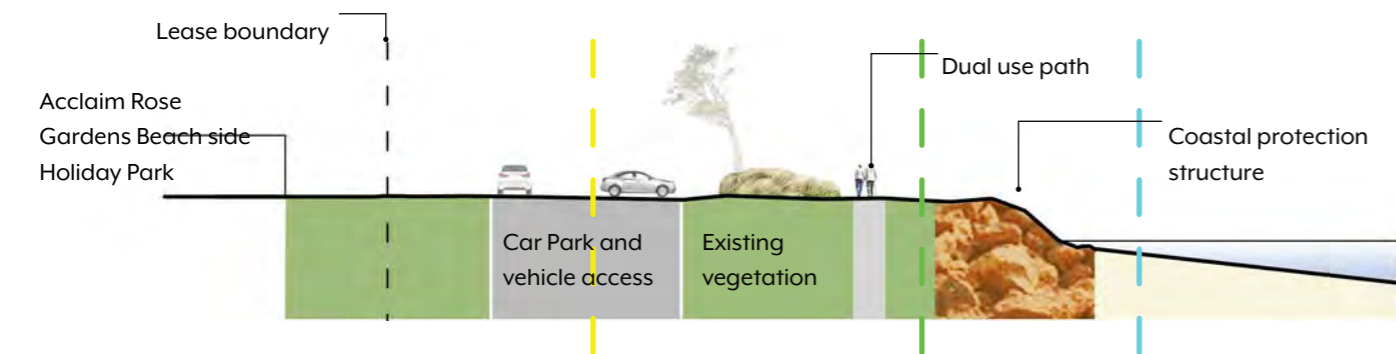 Lease boundary
Acclaim Rose
Gardens Beach side
Holiday Park
Car Park and
vehicle access
Existing
vegetation
Dual use path
Coastal protection
structure